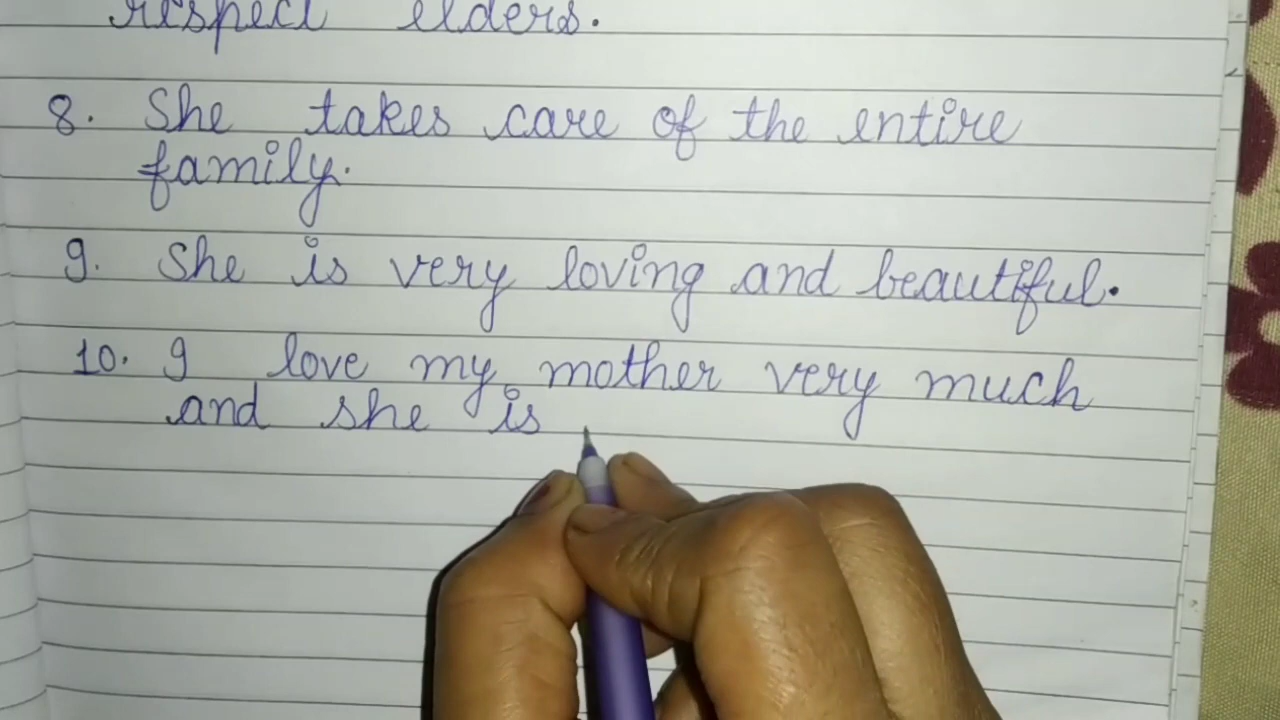 respect elders.
8. She takes care of the entire
family.
9. She is very loving and beautiful.
10. I love my mother very much
and she is